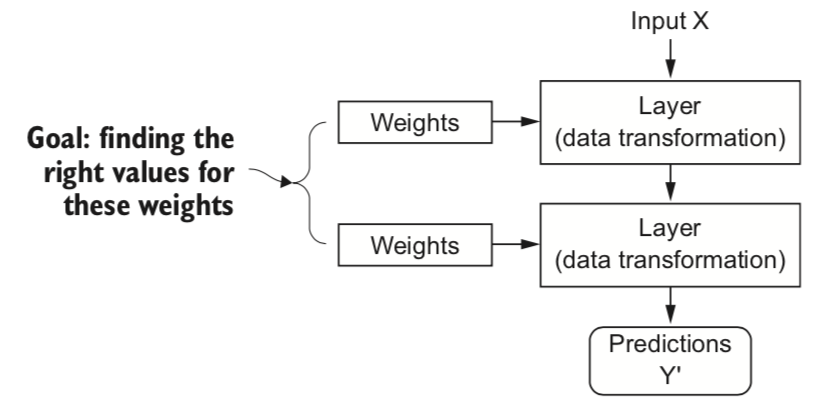 Input X
Goal: finding the
right values for
these weights
Weights
Layer
(data transformation)
Weights
Layer
(data transformation)
Predictions
Y'